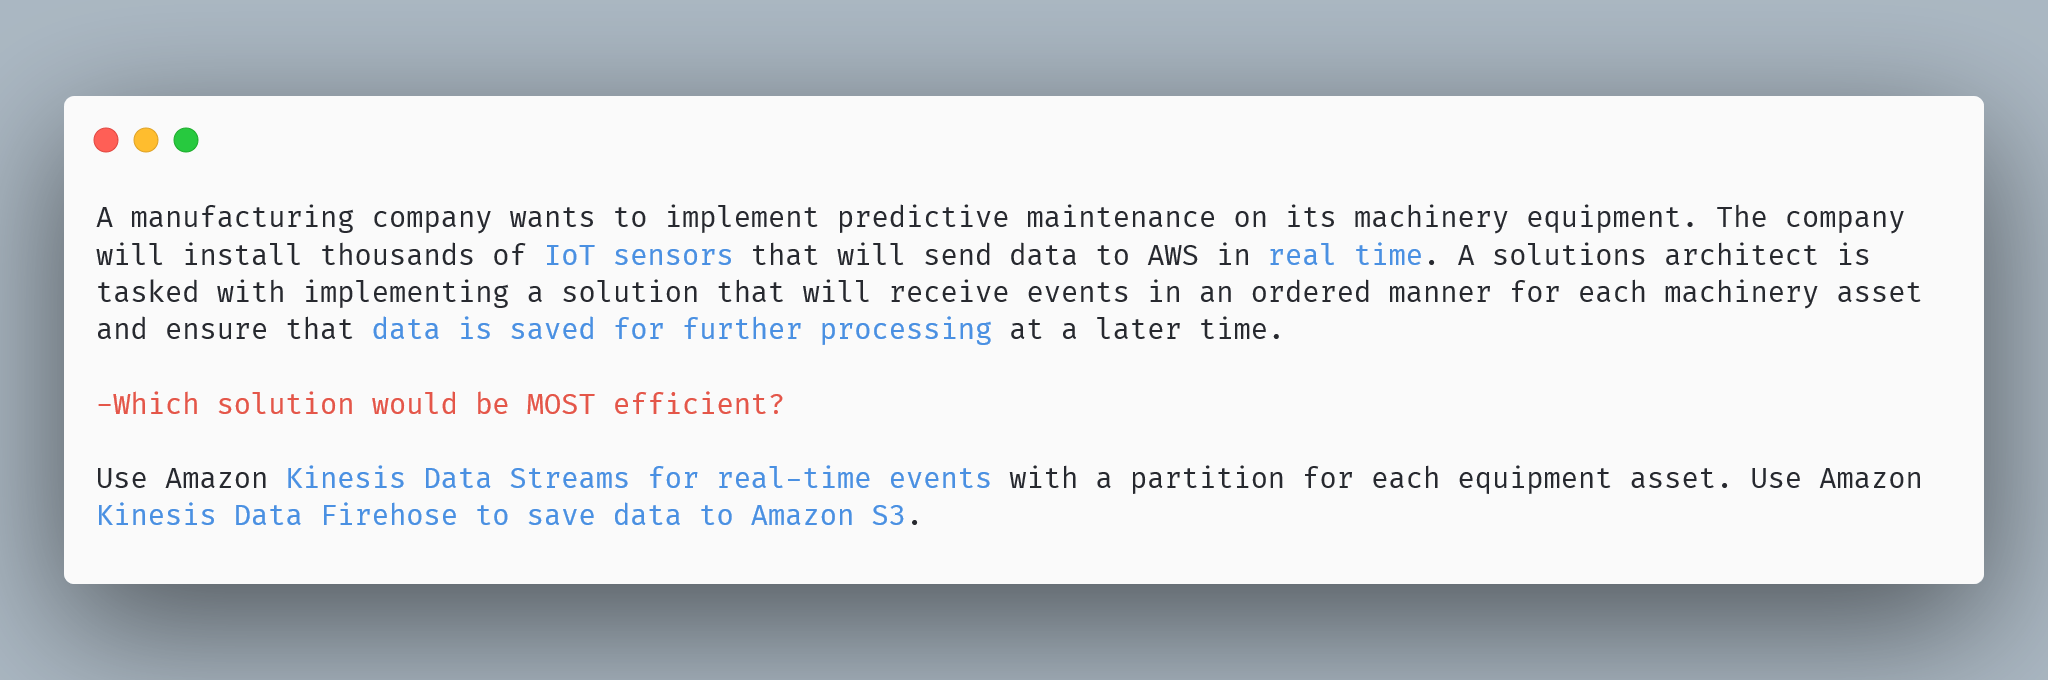 A manufacturing company wants to implement predictive maintenance on its machinery equipment. The company
will install thousands of IoT sensors that will send data to AWS in real time. A solutions architect is
tasked with implementing a solution that will receive events in an ordered manner for each machinery asset
and ensure that data is saved for further processing at a later time.
-Which solution would be MOST efficient?
Use Amazon Kinesis Data Streams for real-time events with a partition for each equipment asset. Use Amazon
Kinesis Data Firehose to save data to Amazon S3.